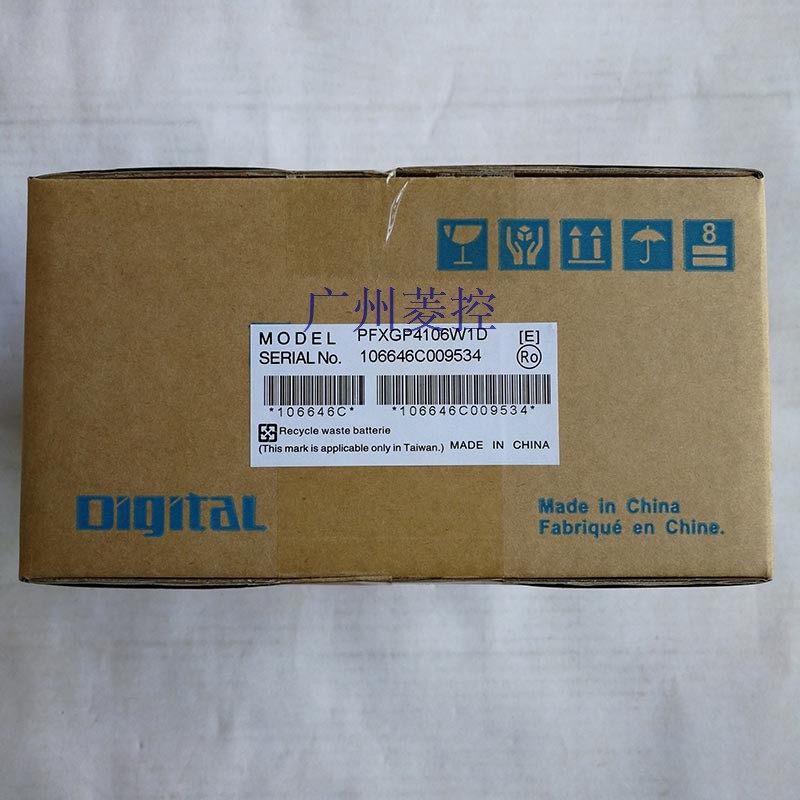 8
广州菱控
MODEL PFXGP4106W1D [E]
SERIAL No. 106646C009534 Ro
*106646C* *106646C009534*
Recycle waste batterie
(This mark is applicable only in Taiwan.) MADE IN CHINA
Digital
Made in China
Fabriqué en Chine.